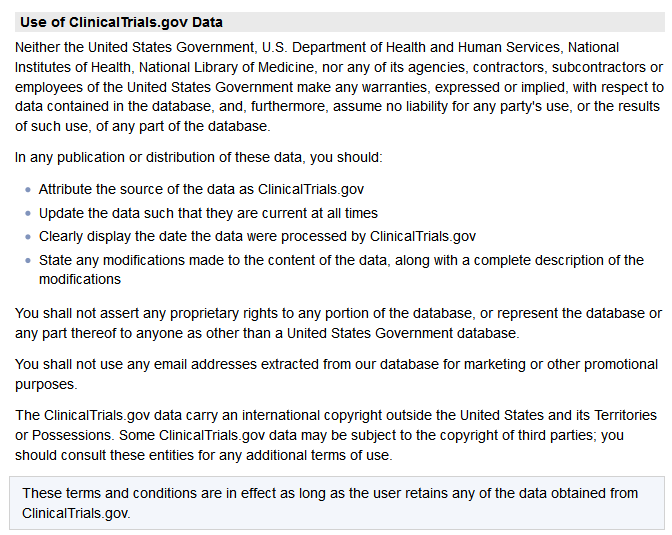 Use of ClinicalTrials.gov Data
Neither the United States Government, U.S. Department of Health and Human Services, National
Institutes of Health, National Library of Medicine, nor any of its agencies, contractors, subcontractors or
employees of the United States Government make any warranties, expressed or implied, with respect to
data contained in the database, and, furthermore, assume no liability for any party's use, or the results
of such use, of any part of the database.
In any publication or distribution of these data, you should:
• Attribute the source of the data as ClinicalTrials.gov
• Update the data such that they are current at all times
• Clearly display the date the data were processed by ClinicalTrials.gov
• State any modifications made to the content of the data, along with a complete description of the
modifications
You shall not assert any proprietary rights to any portion of the database, or represent the database or
any part thereof to anyone as other than a United States Government database.
You shall not use any email addresses extracted from our database for marketing or other promotional
purposes.
The ClinicalTrials.gov data carry an international copyright outside the United States and its Territories
or Possessions. Some ClinicalTrials.gov data may be subject to the copyright of third parties; you
should consult these entities for any additional terms of use.
These terms and conditions are in effect as long as the user retains any of the data obtained from
ClinicalTrials.gov.